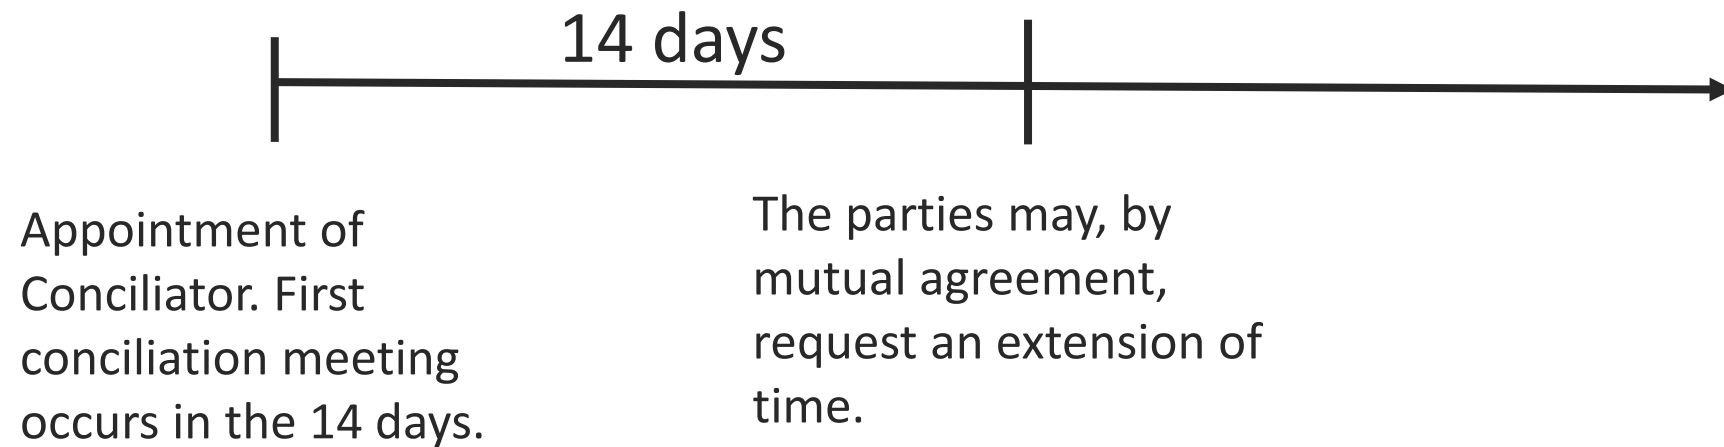 14 days
Appointment of
Conciliator. First
conciliation meeting
occurs in the 14 days.
The parties may, by
mutual agreement,
request an extension of
time.